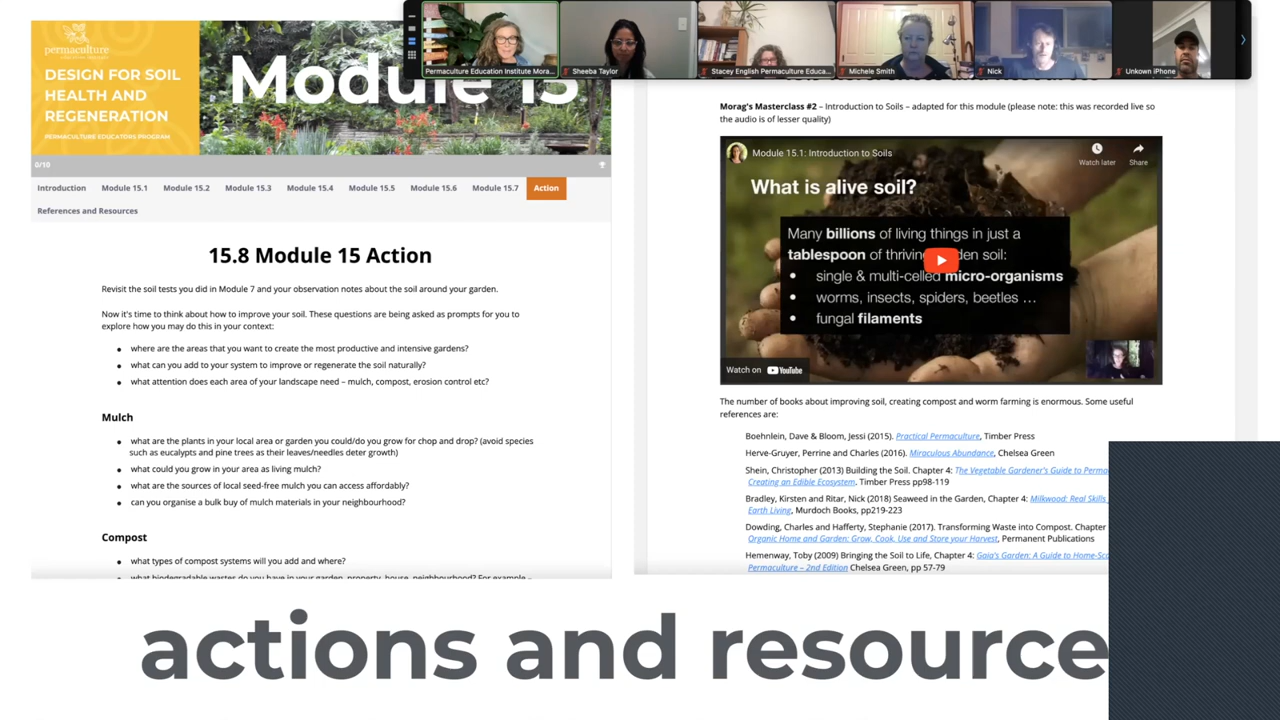 permaculture
DESIGN FOR SOIL
HEALTH AND
REGENERATION
PERMACULTURE EDUCATORS PROGRAM
Module 15
Permaculture Education Institute Mora...
Sheeba Taylor
Stacey English Permaculture Educa...
Michele Smith
Nick
Unkown iPhone
0/10
Introduction
Module 15.1
Module 15.2
Module 15.3
Module 15.4
Module 15.5
Module 15.6
Module 15.7
Action
References and Resources
15.8 Module 15 Action
Revisit the soil tests you did in Module 7 and your observation notes about the soil around your garden.
Now it's time to think about how to improve your soil. These questions are being asked as prompts for you to
explore how you may do this in your context:
• where are the areas that you want to create the most productive and intensive gardens?
• what can you add to your system to improve or regenerate the soil naturally?
• what attention does each area of your landscape need – mulch, compost, erosion control etc?
Mulch
• what are the plants in your local area or garden you could/do you grow for chop and drop? (avoid species
such as eucalypts and pine trees as their leaves/needles deter growth)
• what could you grow in your area as living mulch?
• what are the sources of local seed-free mulch you can access affordably?
• can you organise a bulk buy of mulch materials in your neighbourhood?
Compost
• what types of compost systems will you add and where?
what biodegradable wastes do you have in your garden, property, house, neighbourhood? For example –
Morag's Masterclass #2 – Introduction to Soils – adapted for this module (please note: this was recorded live so
the audio is of lesser quality)
Module 15.1: Introduction to Soils
Watch later
Share
What is alive soil?
Many billions of living things in just a
tablespoon of thriving garden soil:
• single & multi-celled micro-organisms
• worms, insects, spiders, beetles ...
• fungal filaments
Watch on YouTube
The number of books about improving soil, creating compost and worm farming is enormous. Some useful
references are:
Boehnlein, Dave & Bloom, Jessi (2015). Practical Permaculture, Timber Press
Herve-Gruyer, Perrine and Charles (2016). Miraculous Abundance, Chelsea Green
Shein, Christopher (2013) Building the Soil. Chapter 4: The Vegetable Gardener's Guide to Perma
Creating an Edible Ecosystem. Timber Press pp98-119
Bradley, Kirsten and Ritar, Nick (2018) Seaweed in the Garden, Chapter 4: Milkwood: Real Skills
Earth Living, Murdoch Books, pp219-223
Dowding, Charles and Hafferty, Stephanie (2017). Transforming Waste into Compost. Chapter
Organic Home and Garden: Grow, Cook, Use and Store your Harvest, Permanent Publications
Hemenway, Toby (2009) Bringing the Soil to Life, Chapter 4: Gaia's Garden: A Guide to Home-Sca
Permaculture – 2nd Edition Chelsea Green, pp 57-79
actions and resource